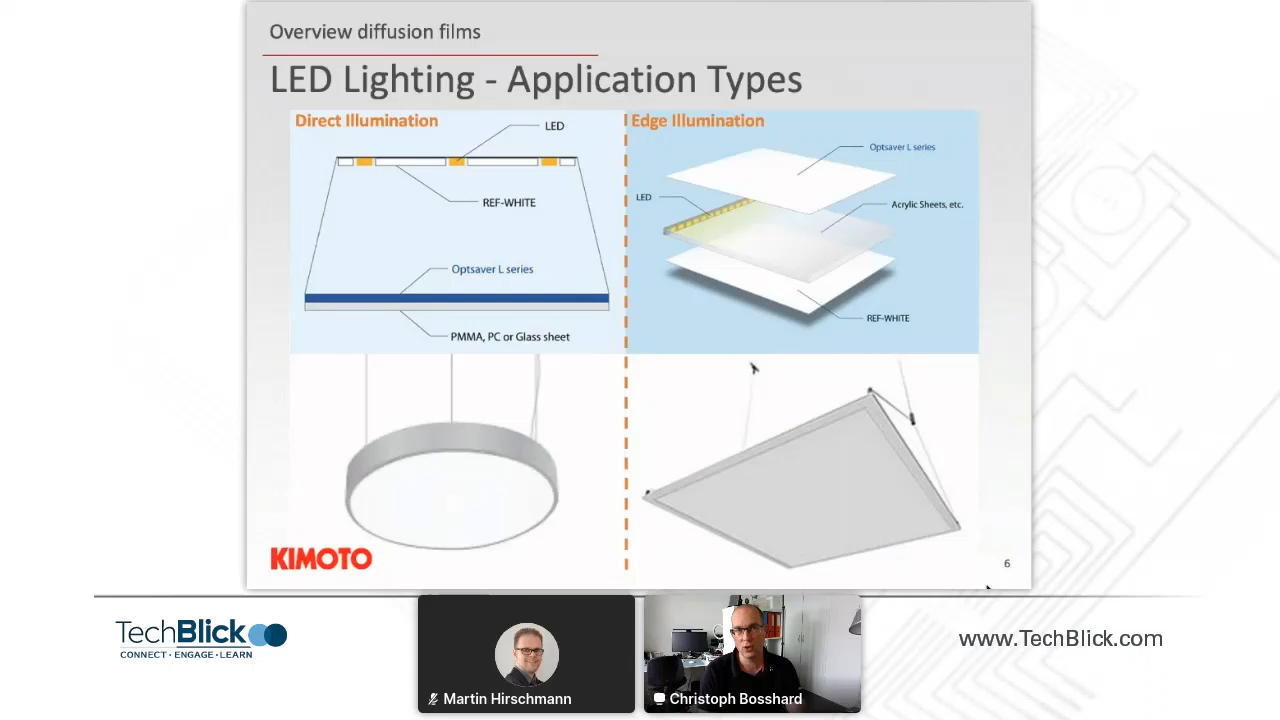 Overview diffusion films
LED Lighting - Application Types
Direct Illumination
LED
REF-WHITE
Optsaver L series
PMMA, PC or Glass sheet
Edge Illumination
Optsaver L series
LED
Acrylic Sheets, etc.
REF-WHITE
KIMOTO
6
TechBlick
CONNECT · ENGAGE · LEARN
Martin Hirschmann
Christoph Bosshard
www.TechBlick.com